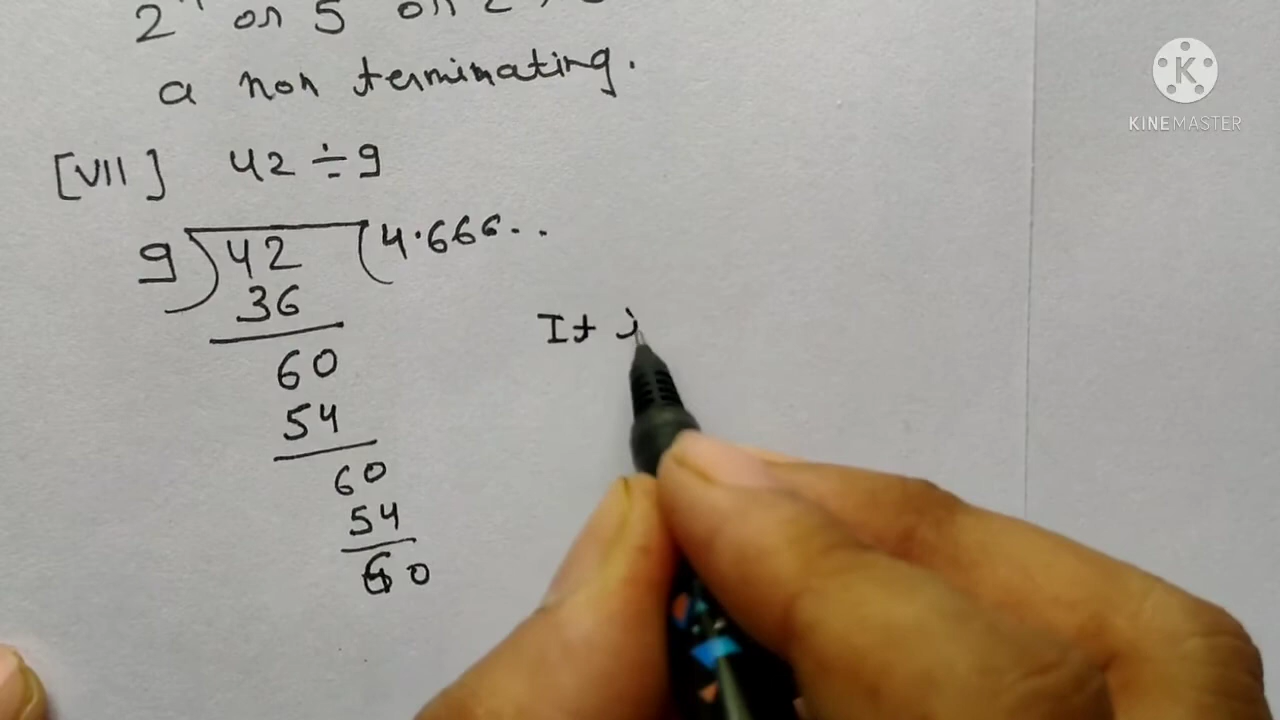 2 or 5 or 2
a non terminating.
[VII] 42 ÷ 9
9 ) 42 ( 4.666..
36
60
54
60
54
60
It i
K
KINEMASTER